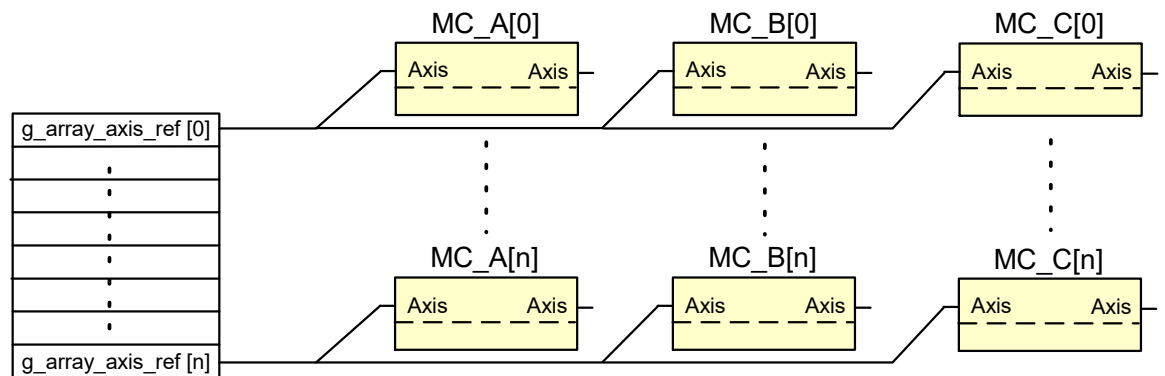 MC_A[0] MC_B[0] MC_C[0]
Axis Axis Axis Axis Axis Axis
g_array_axis_ref [0]
MC_A[n] MC_B[n] MC_C[n]
Axis Axis Axis Axis Axis Axis
g_array_axis_ref [n]